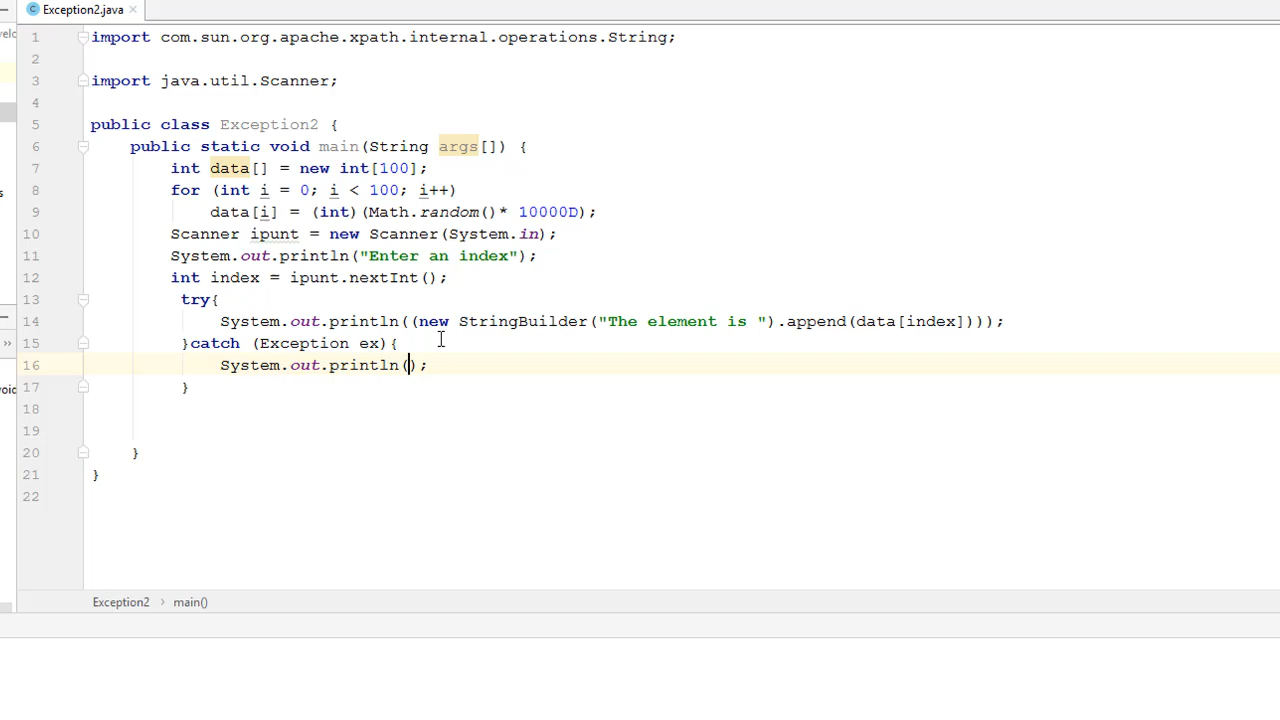 Exception2.java
1 import com.sun.org.apache.xpath.internal.operations.String;
2
3 import java.util.Scanner;
4
5 public class Exception2 {
6 public static void main(String args[]) {
7 int data[] = new int[100];
8 for (int i = 0; i < 100; i++)
9 data[i] = (int)(Math.random()* 10000D);
10 Scanner ipunt = new Scanner(System.in);
11 System.out.println("Enter an index");
12 int index = ipunt.nextInt();
13 try{
14 System.out.println((new StringBuilder("The element is ").append(data[index])));
15 }catch (Exception ex){
16 System.out.println();
17 }
18
19
20 }
21 }
22
Exception2 > main()